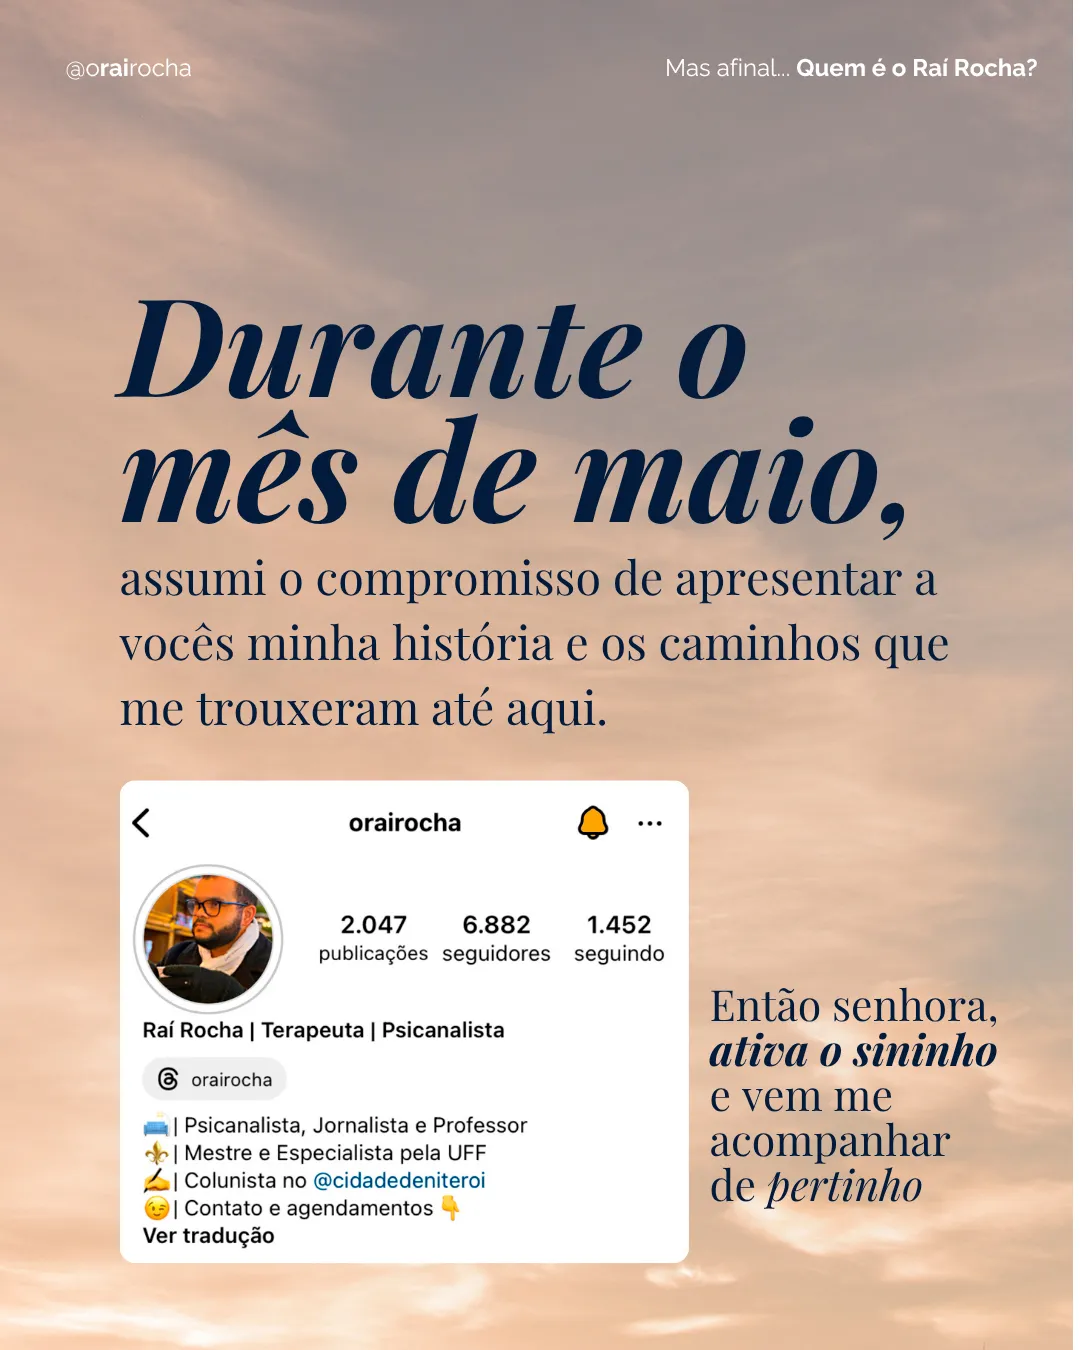 @orairocha
Mas afinal... Quem é o Raí Rocha?
Durante o
mês de maio,
assumi o compromisso de apresentar a
vocês minha história e os caminhos que
me trouxeram até aqui.
orairocha
2.047 6.882 1.452
publicações seguidores seguindo
Raí Rocha | Terapeuta | Psicanalista
orairocha
🛋️| Psicanalista, Jornalista e Professor
⚜️| Mestre e Especialista pela UFF
✍️| Colunista no @cidadedeniteroi
😉| Contato e agendamentos 👇
Ver tradução
Então senhora,
ativa o sininho
e vem me
acompanhar
de pertinho